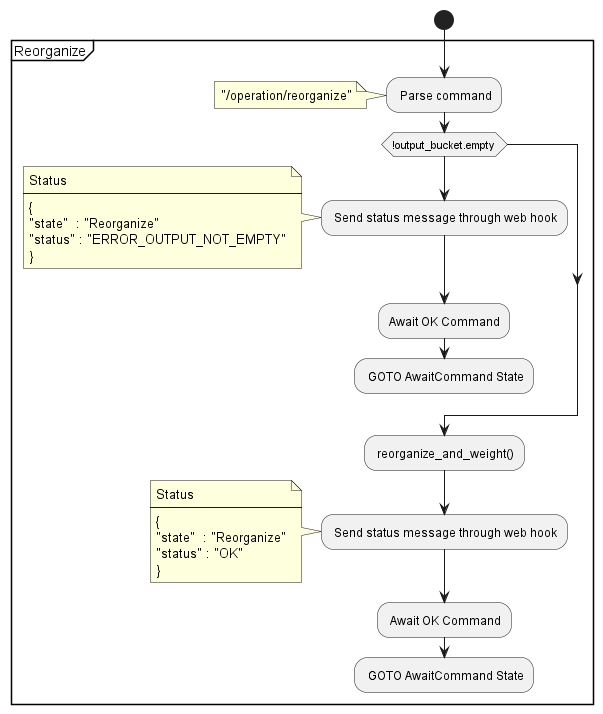 Reorganize
"/operation/reorganize"
Parse command
!output_bucket.empty
Status
{
"state" : "Reorganize"
"status" : "ERROR_OUTPUT_NOT_EMPTY"
}
Send status message through web hook
Await OK Command
GOTO AwaitCommand State
reorganize_and_weight()
Status
{
"state" : "Reorganize"
"status" : "OK"
}
Send status message through web hook
Await OK Command
GOTO AwaitCommand State